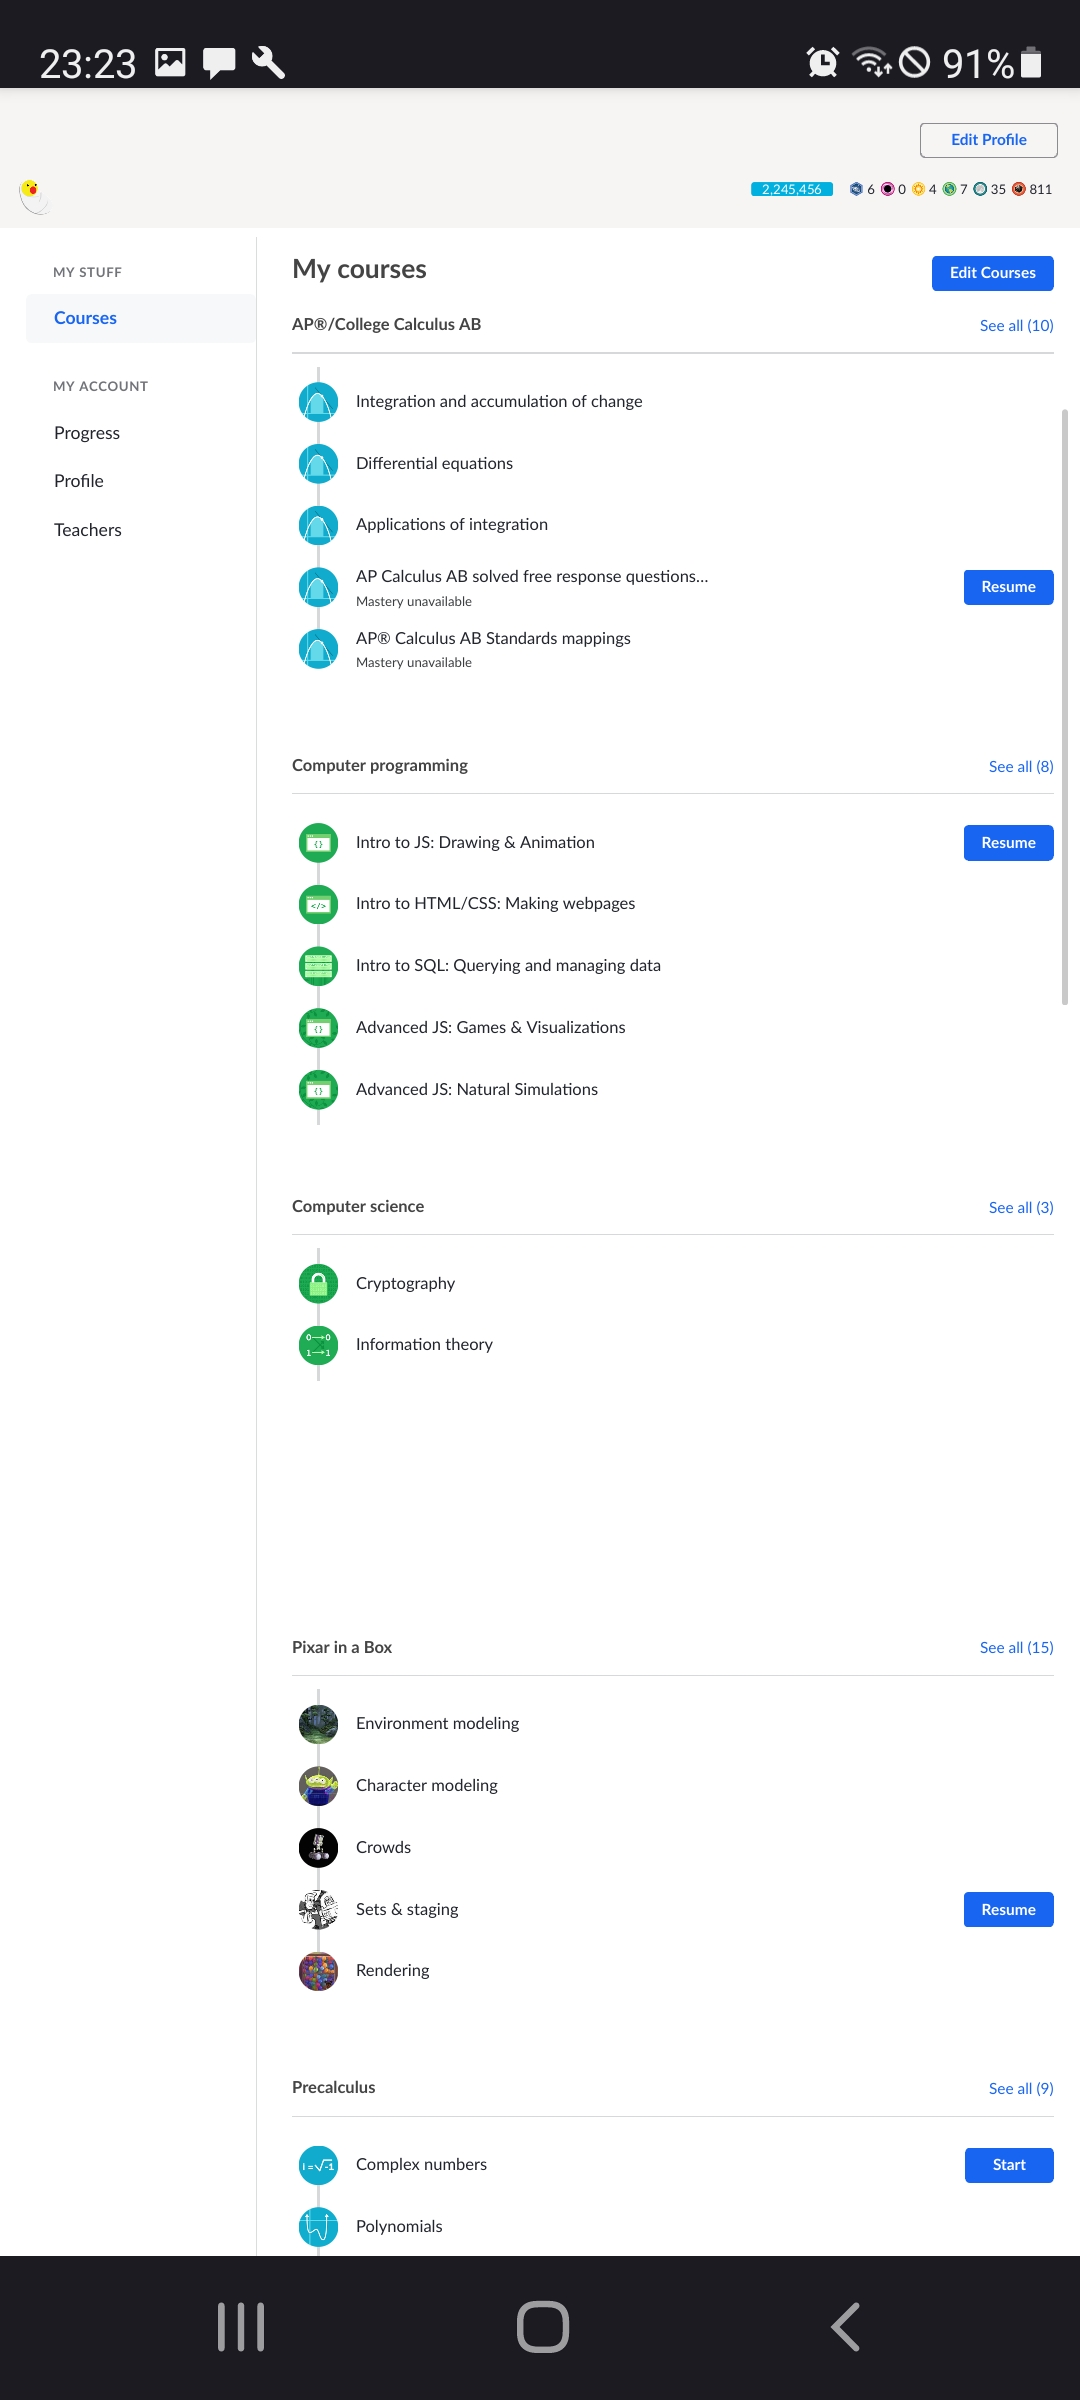 23:23
91%
Edit Profile
2,245,456 6 0 4 7 35 811
MY STUFF
Courses
MY ACCOUNT
Progress
Profile
Teachers
My courses
Edit Courses
AP®/College Calculus AB
See all (10)
Integration and accumulation of change
Differential equations
Applications of integration
AP Calculus AB solved free response questions...
Mastery unavailable
Resume
AP® Calculus AB Standards mappings
Mastery unavailable
Computer programming
See all (8)
Intro to JS: Drawing & Animation
Resume
Intro to HTML/CSS: Making webpages
Intro to SQL: Querying and managing data
Advanced JS: Games & Visualizations
Advanced JS: Natural Simulations
Computer science
See all (3)
Cryptography
0→0
1→1
Information theory
Pixar in a Box
See all (15)
Environment modeling
Character modeling
Crowds
Sets & staging
Resume
Rendering
Precalculus
See all (9)
i=√-1
Complex numbers
Start
Polynomials